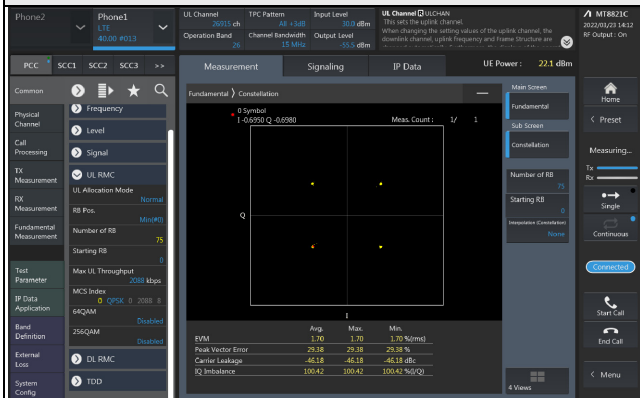 Phone2
Phone1
LTE
40.00 #013
UL Channel
26915 ch
TPC Pattern
All +3dB
Input Level
30.0 dBm
Operation Band
26
Channel Bandwidth
15 MHz
Output Level
-55.5 dBm
UL Channel ULCHAN
This sets the uplink channel.
When changing the setting values of the uplink channel, the
downlink channel, uplink frequency and Frame Structure are
MT8821C
2022/03/23 14:12
RF Output : On
PCC
SCC1
SCC2
SCC3
>>
Measurement
Signaling
IP Data
UE Power : 22.1 dBm
Common
Physical
Channel
Call
Processing
TX
Measurement
RX
Measurement
Fundamental
Measurement
Test
Parameter
IP Data
Application
Band
Definition
External
Loss
System
Config
Frequency
Level
Signal
UL RMC
UL Allocation Mode
Normal
RB Pos.
Min(#0)
Number of RB
75
Starting RB
0
Max UL Throughput
2088 kbps
MCS Index
0 QPSK 0 2088 8
64QAM
Disabled
256QAM
Disabled
DL RMC
TDD
Fundamental Constellation
0 Symbol
I -0.6950 Q -0.6980
Meas. Count : 1/ 1
Q
I
Avg. Max. Min.
EVM 1.70 1.70 1.70 %(rms)
Peak Vector Error 29.38 29.38 29.38 %
Carrier Leakage -46.18 -46.18 -46.18 dBc
IQ Imbalance 100.42 100.42 100.42 %(I/Q)
Main Screen
Fundamental
Sub Screen
Constellation
Number of RB
75
Starting RB
0
Interpolation (Constellation)
None
4 Views
Home
Preset
Measuring...
Tx
Rx
Single
Continuous
Connected
Start Call
End Call
Menu